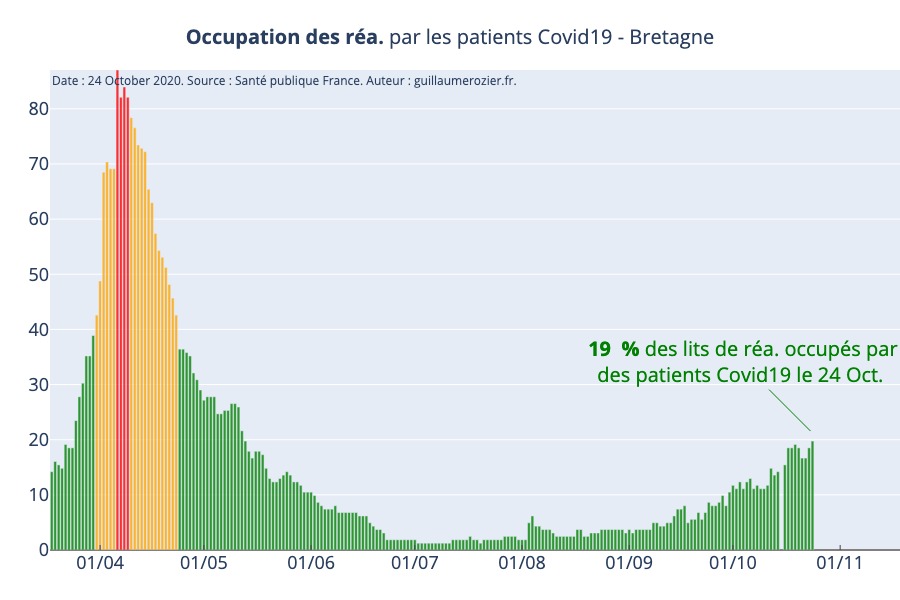 Occupation des réa. par les patients Covid19 - Bretagne
Date : 24 October 2020. Source : Santé publique France. Auteur : guillaumerozier.fr.
80
70
60
50
40
19 % des lits de réa. occupés par
des patients Covid19 le 24 Oct.
30
20
10
0
01/04 01/05 01/06 01/07 01/08 01/09 01/10 01/11